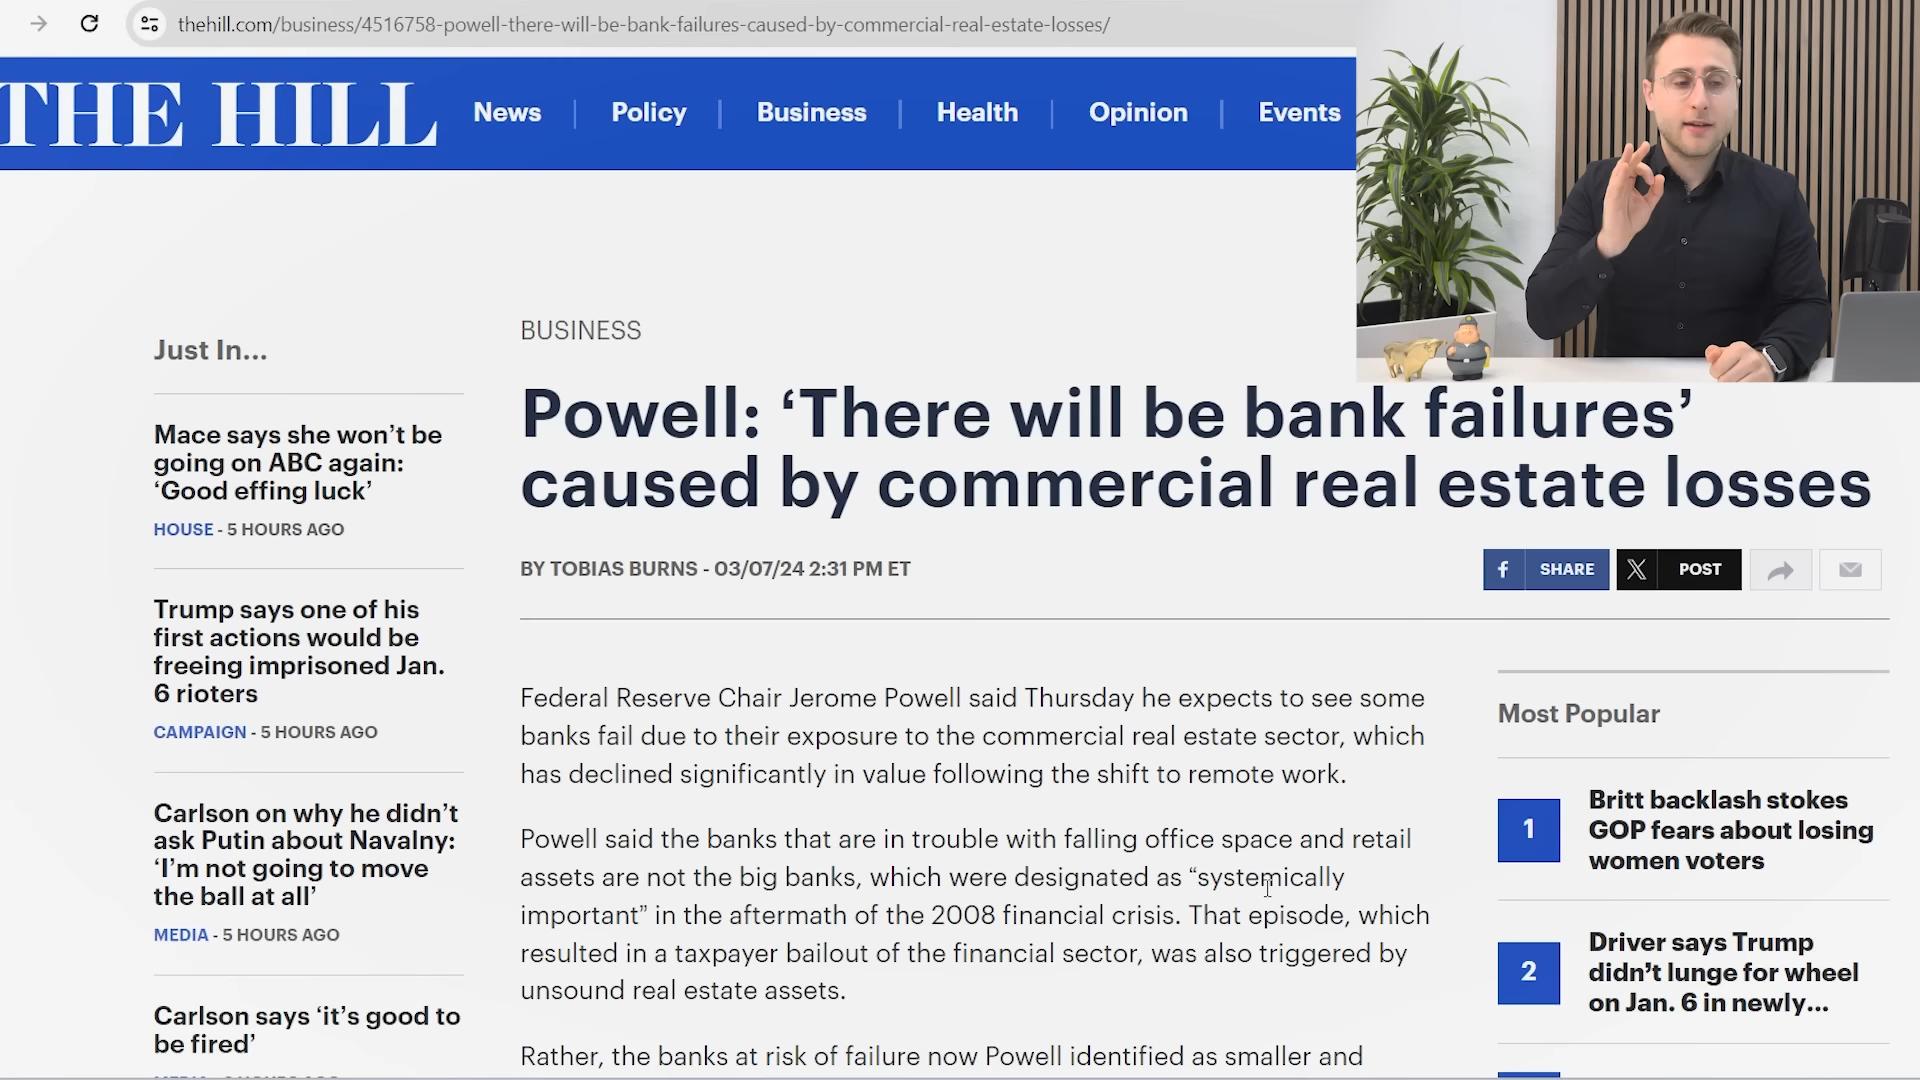 thehill.com/business/4516758-powell-there-will-be-bank-failures-caused-by-commercial-real-estate-losses/
THE HILL
News
Policy
Business
Health
Opinion
Events
Just In...
Mace says she won’t be
going on ABC again:
‘Good effing luck’
HOUSE - 5 HOURS AGO
Trump says one of his
first actions would be
freeing imprisoned Jan.
6 rioters
CAMPAIGN - 5 HOURS AGO
Carlson on why he didn’t
ask Putin about Navalny:
‘I’m not going to move
the ball at all’
MEDIA - 5 HOURS AGO
Carlson says ‘it’s good to
be fired’
BUSINESS
Powell: ‘There will be bank failures’
caused by commercial real estate losses
BY TOBIAS BURNS - 03/07/24 2:31 PM ET
f SHARE
X POST
Federal Reserve Chair Jerome Powell said Thursday he expects to see some
banks fail due to their exposure to the commercial real estate sector, which
has declined significantly in value following the shift to remote work.
Powell said the banks that are in trouble with falling office space and retail
assets are not the big banks, which were designated as “systemically
important” in the aftermath of the 2008 financial crisis. That episode, which
resulted in a taxpayer bailout of the financial sector, was also triggered by
unsound real estate assets.
Rather, the banks at risk of failure now Powell identified as smaller and
Most Popular
1
Britt backlash stokes
GOP fears about losing
women voters
2
Driver says Trump
didn’t lunge for wheel
on Jan. 6 in newly...